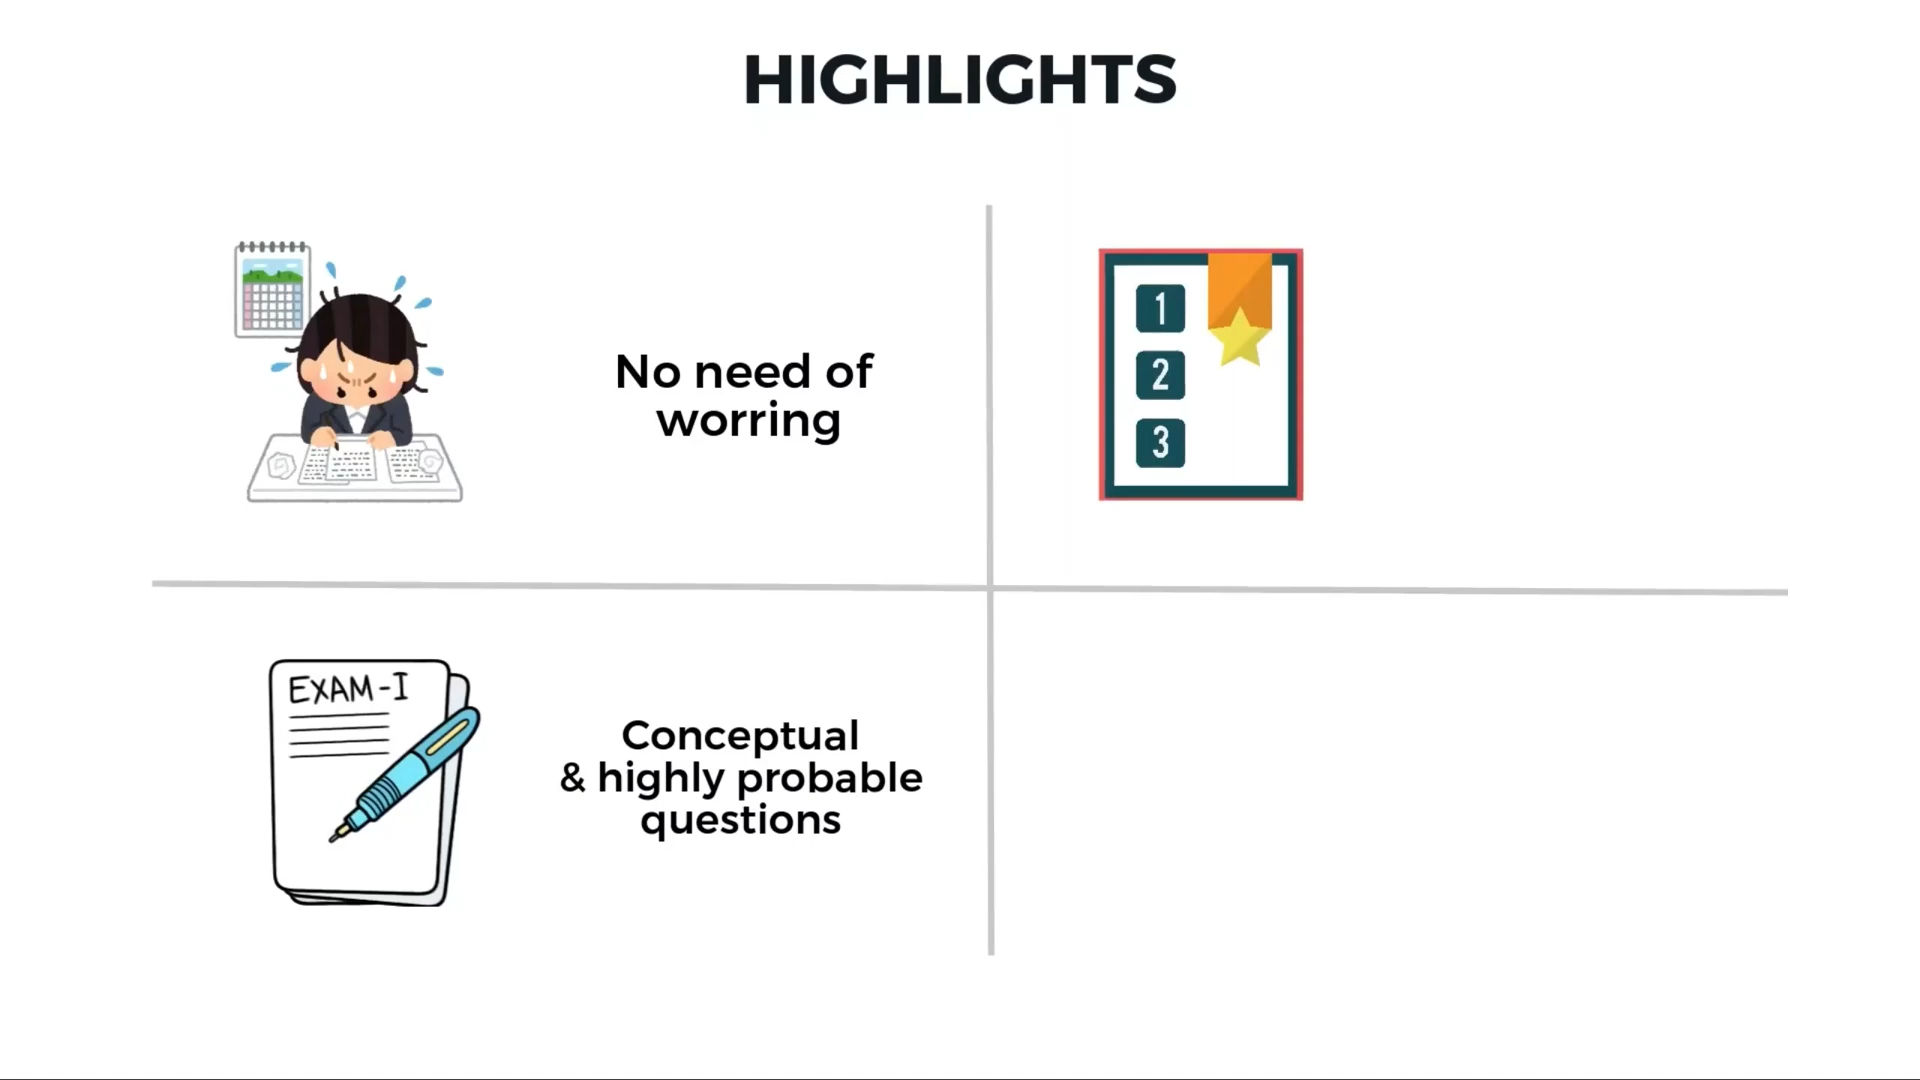 HIGHLIGHTS
No need of
worring
1
2
3
EXAM-I
Conceptual
& highly probable
questions